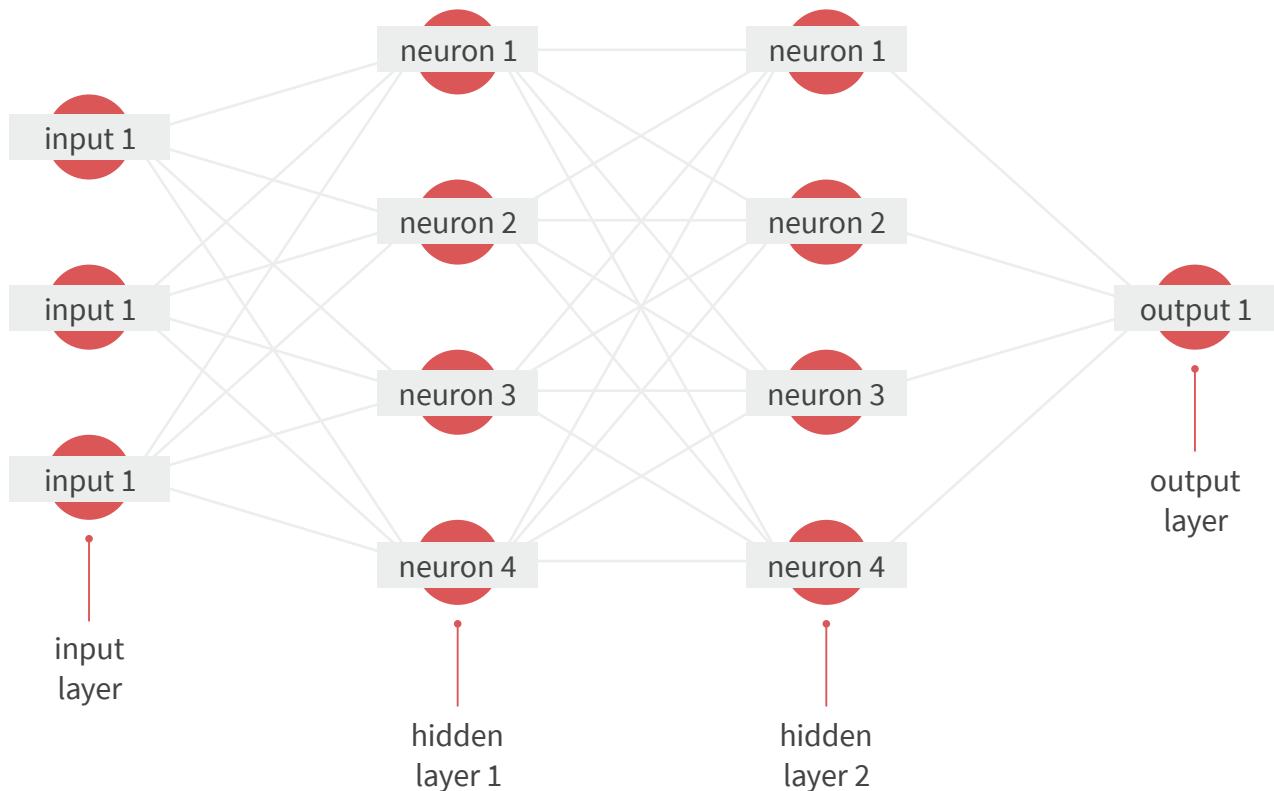 neuron 1
neuron 1
input 1
neuron 2
neuron 2
input 1
output 1
neuron 3
neuron 3
input 1
output
layer
neuron 4
neuron 4
input
layer
hidden
layer 1
hidden
layer 2